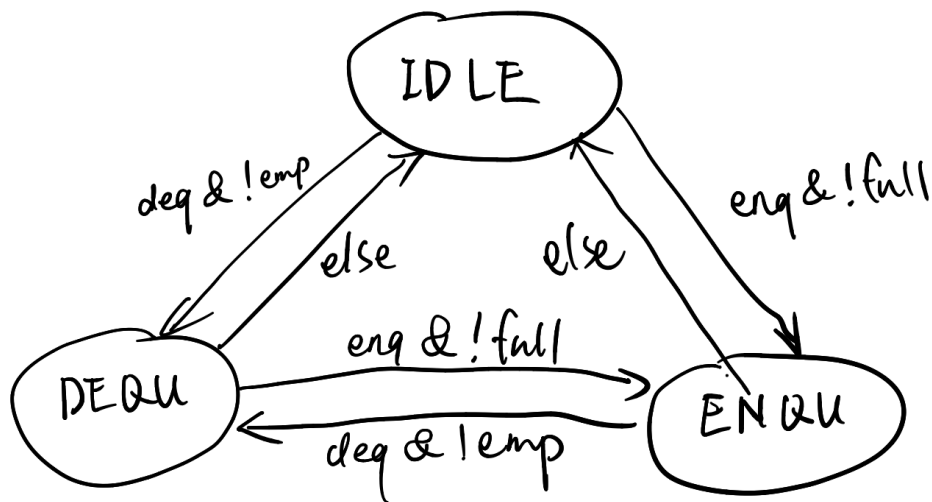 IDLE
deq & !emp
enq & !full
else
else
enq & !full
DEQU
ENQU
deq & !emp